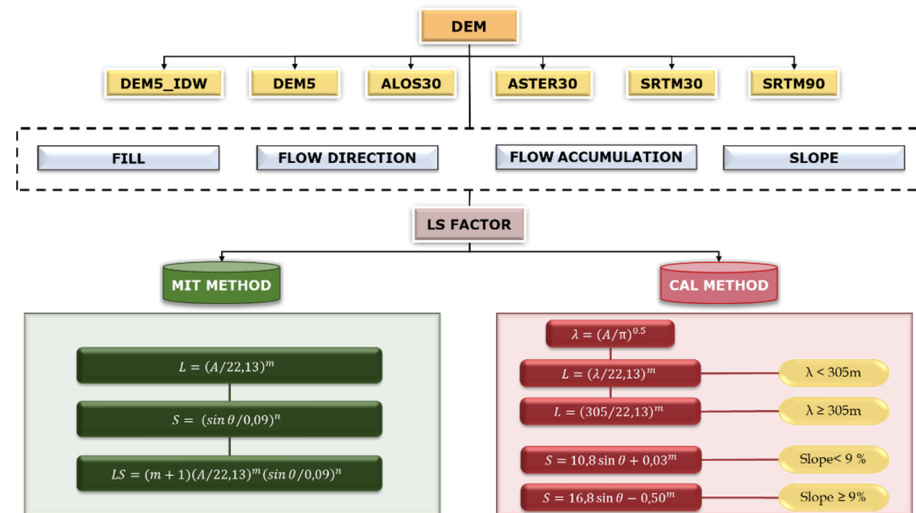 DEM
DEM5_IDW
DEM5
ALOS30
ASTER30
SRTM30
SRTM90
FILL
FLOW DIRECTION
FLOW ACCUMULATION
SLOPE
LS FACTOR
MIT METHOD
CAL METHOD
L = (A/22,13)^m
S = (sin θ/0,09)^n
LS = (m + 1)(A/22,13)^m(sin θ/0,09)^n
λ = (A/π)^0.5
L = (λ/22,13)^m
λ < 305m
L = (305/22,13)^m
λ ≥ 305m
S = 10,8 sin θ + 0,03^m
Slope< 9 %
S = 16,8 sin θ − 0,50^m
Slope ≥ 9%